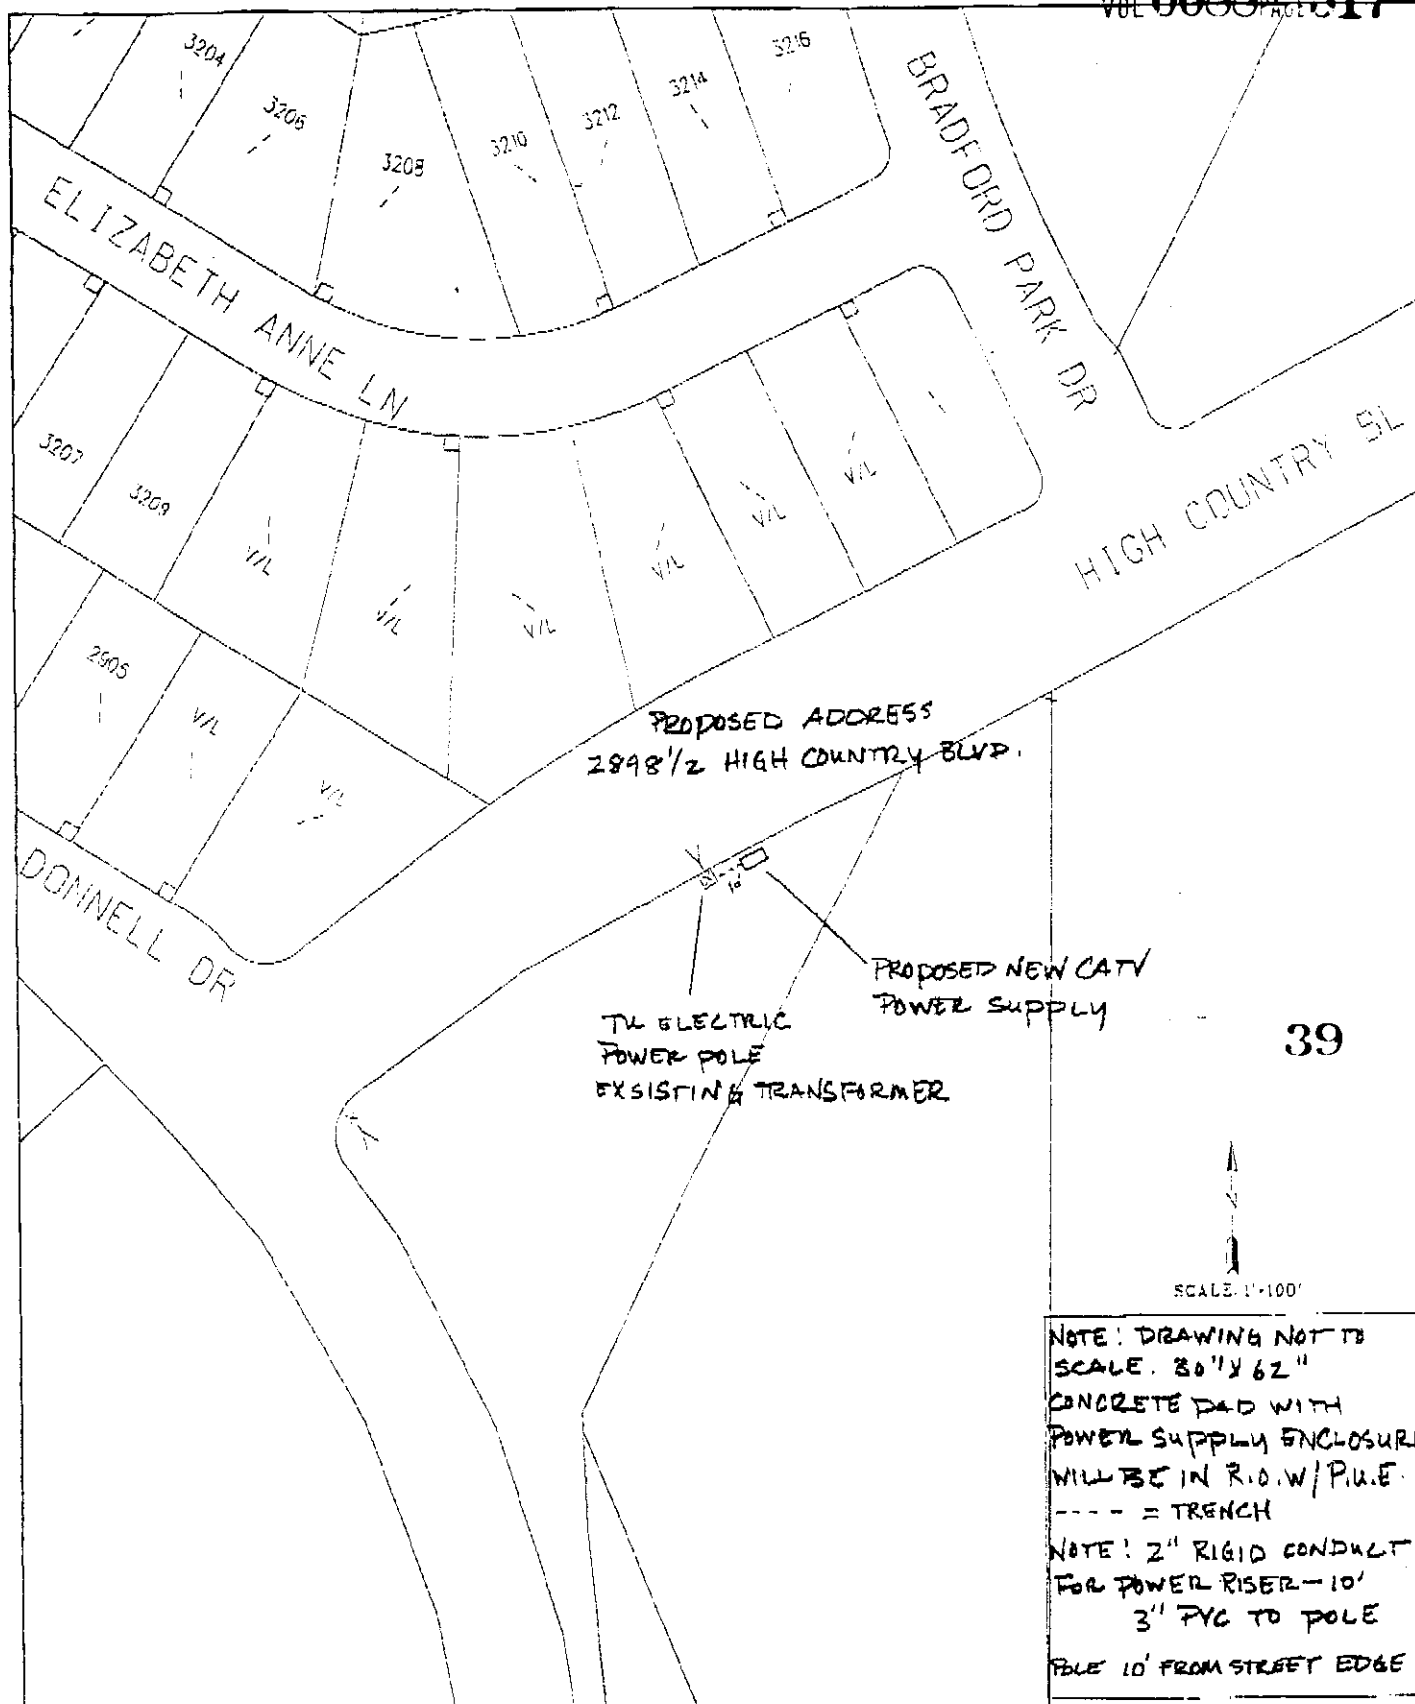 VOL PAGE
3204
3206
3208
3210
3212
3214
3216
BRADFORD PARK DR
ELIZABETH ANNE LN
3207
3209
V/L
V/L
V/L
V/L
V/L
V/L
HIGH COUNTRY BL
2905
V/L
V/L
DONNELL DR
PROPOSED ADDRESS
2898 1/2 HIGH COUNTRY BLVD.
10'
PROPOSED NEW CATV
POWER SUPPLY
TU ELECTRIC
POWER POLE
EXSISTING TRANSFORMER
39
N
SCALE 1"-100'
NOTE: DRAWING NOT TO
SCALE. 30" X 62"
CONCRETE PAD WITH
POWER SUPPLY ENCLOSURE
WILL BE IN R.O.W/P.U.E.
---- = TRENCH
NOTE: 2" RIGID CONDUCT
FOR POWER RISER - 10'
3" PVC TO POLE
POLE 10' FROM STREET EDGE